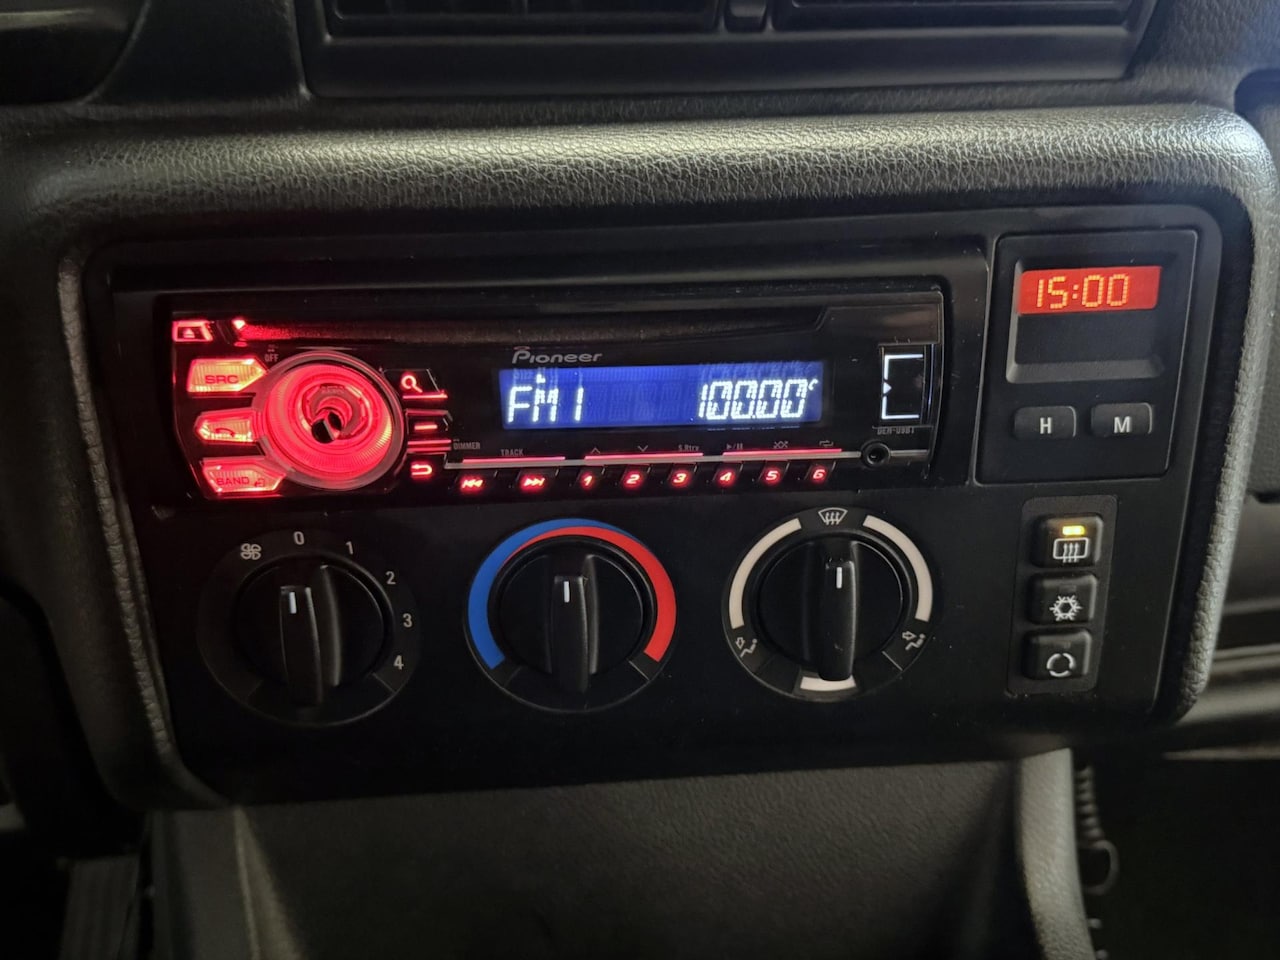 15:00
Pioneer
OFF
SRC
FM1 100.00
H M
BAND
DIMMER
TRACK
S.Rtrv
1 2 3 4 5 6
0
1
2
3
4